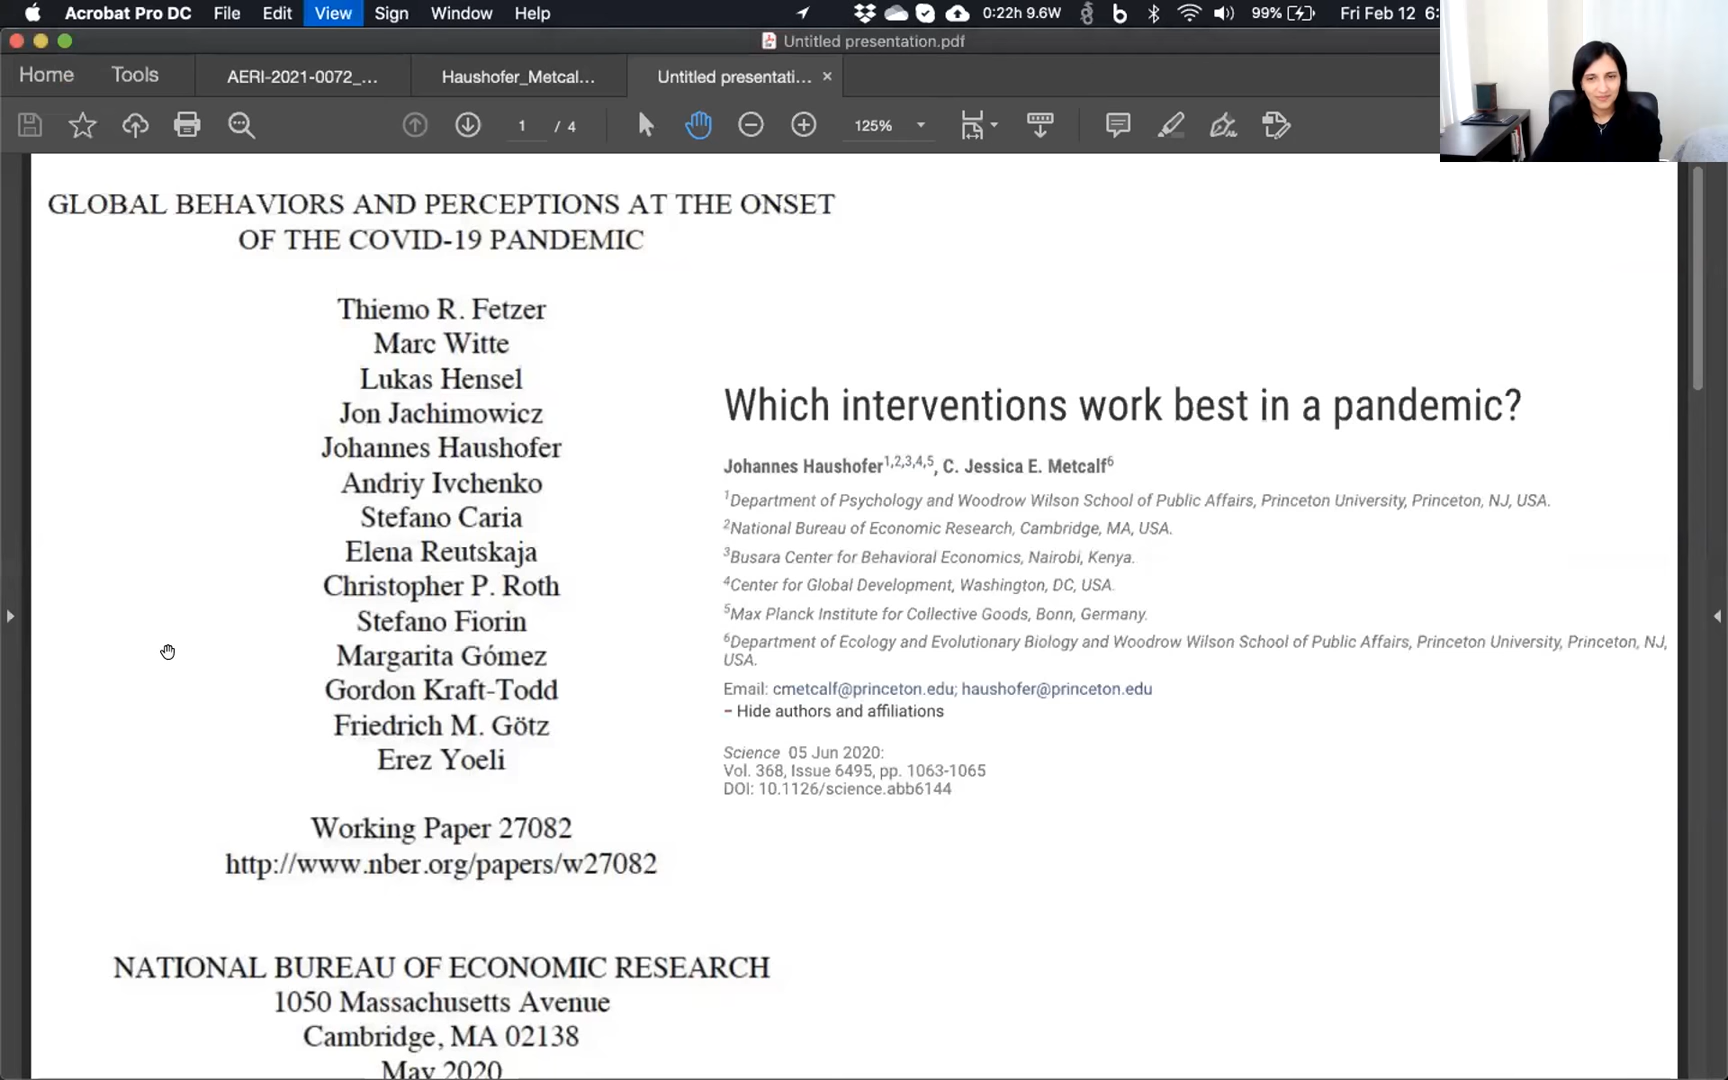 Acrobat Pro DC File Edit View Sign Window Help 0:22h 9.6W 99% Fri Feb 12 6:
Untitled presentation.pdf
Home Tools AERI-2021-0072_... Haushofer_Metcal... Untitled presentati... ×
1 / 4 125%
GLOBAL BEHAVIORS AND PERCEPTIONS AT THE ONSET
OF THE COVID-19 PANDEMIC
Thiemo R. Fetzer
Marc Witte
Lukas Hensel
Jon Jachimowicz
Johannes Haushofer
Andriy Ivchenko
Stefano Caria
Elena Reutskaja
Christopher P. Roth
Stefano Fiorin
Margarita Gómez
Gordon Kraft-Todd
Friedrich M. Götz
Erez Yoeli
Working Paper 27082
http://www.nber.org/papers/w27082
NATIONAL BUREAU OF ECONOMIC RESEARCH
1050 Massachusetts Avenue
Cambridge, MA 02138
May 2020
Which interventions work best in a pandemic?
Johannes Haushofer1,2,3,4,5, C. Jessica E. Metcalf6
1Department of Psychology and Woodrow Wilson School of Public Affairs, Princeton University, Princeton, NJ, USA.
2National Bureau of Economic Research, Cambridge, MA, USA.
3Busara Center for Behavioral Economics, Nairobi, Kenya.
4Center for Global Development, Washington, DC, USA.
5Max Planck Institute for Collective Goods, Bonn, Germany.
6Department of Ecology and Evolutionary Biology and Woodrow Wilson School of Public Affairs, Princeton University, Princeton, NJ,
USA.
Email: cmetcalf@princeton.edu; haushofer@princeton.edu
– Hide authors and affiliations
Science 05 Jun 2020:
Vol. 368, Issue 6495, pp. 1063-1065
DOI: 10.1126/science.abb6144